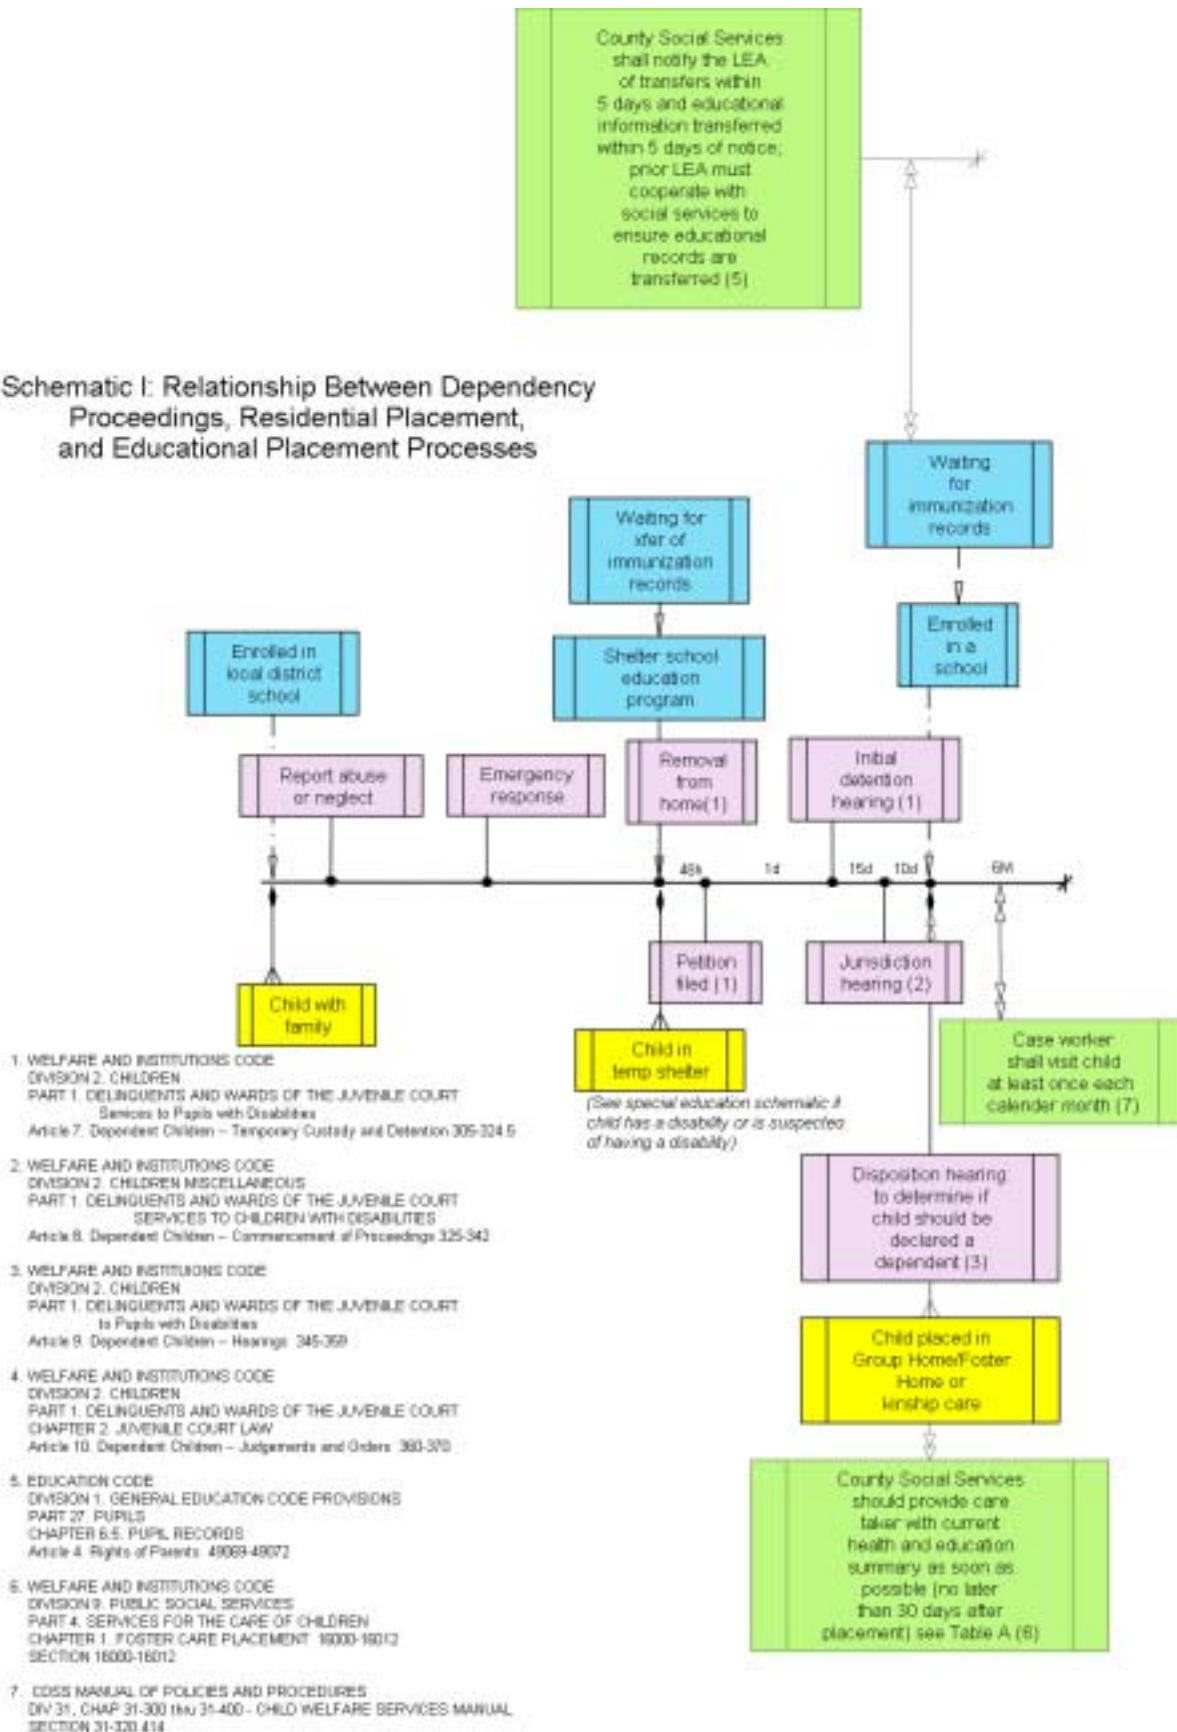 County Social Services
shall notify the LEA
of transfers within
5 days and educational
information transferred
within 5 days of notice;
prior LEA must
cooperate with
social services to
ensure educational
records are
transferred (5)
Schematic I: Relationship Between Dependency
Proceedings, Residential Placement,
and Educational Placement Processes
Waiting
for
immunization
records
Waiting for
xfer of
immunization
records
Enrolled
in a
school
Enrolled in
local district
school
Shelter school
education
program
Report abuse
or neglect
Emergency
response
Removal
from
home(1)
Initial
detention
hearing (1)
48h
1d
15d
10d
6M
Petition
filed (1)
Jurisdiction
hearing (2)
Child with
family
Child in
temp shelter
(See special education schematic if
child has a disability or is suspected
of having a disability)
Case worker
shall visit child
at least once each
calender month (7)
Disposition hearing:
to determine if
child should be
declared a
dependent (3)
Child placed in
Group Home/Foster
Home or
kinship care
County Social Services
should provide care
taker with current
health and education
summary as soon as
possible (no later
than 30 days after
placement) see Table A (6)
1. WELFARE AND INSTITUTIONS CODE
DIVISION 2. CHILDREN
PART 1. DELINQUENTS AND WARDS OF THE JUVENILE COURT
Services to Pupils with Disabilities
Article 7. Dependent Children -- Temporary Custody and Detention 305-324.5
2. WELFARE AND INSTITUTIONS CODE
DIVISION 2. CHILDREN MISCELLANEOUS
PART 1. DELINQUENTS AND WARDS OF THE JUVENILE COURT
SERVICES TO CHILDREN WITH DISABILITIES
Article 8. Dependent Children -- Commencement of Proceedings 325-342
3. WELFARE AND INSTITUIONS CODE
DIVISION 2. CHILDREN
PART 1. DELINQUENTS AND WARDS OF THE JUVENILE COURT
to Pupils with Disabilities
Article 9. Dependent Children -- Hearings 345-359
4. WELFARE AND INSTITUTIONS CODE
DIVISION 2. CHILDREN
PART 1. DELINQUENTS AND WARDS OF THE JUVENILE COURT
CHAPTER 2. JUVENILE COURT LAW
Article 10. Dependent Children -- Judgements and Orders 360-370
5. EDUCATION CODE
DIVISION 1. GENERAL EDUCATION CODE PROVISIONS
PART 27. PUPILS
CHAPTER 6.5. PUPIL RECORDS
Article 4. Rights of Parents 49069-49072
6. WELFARE AND INSTITUTIONS CODE
DIVISION 9. PUBLIC SOCIAL SERVICES
PART 4. SERVICES FOR THE CARE OF CHILDREN
CHAPTER 1. FOSTER CARE PLACEMENT 16000-16012
SECTION 16000-16012
7. CDSS MANUAL OF POLICIES AND PROCEDURES
DIV 31, CHAP 31-300 thru 31-400 - CHILD WELFARE SERVICES MANUAL
SECTION 31-320.414